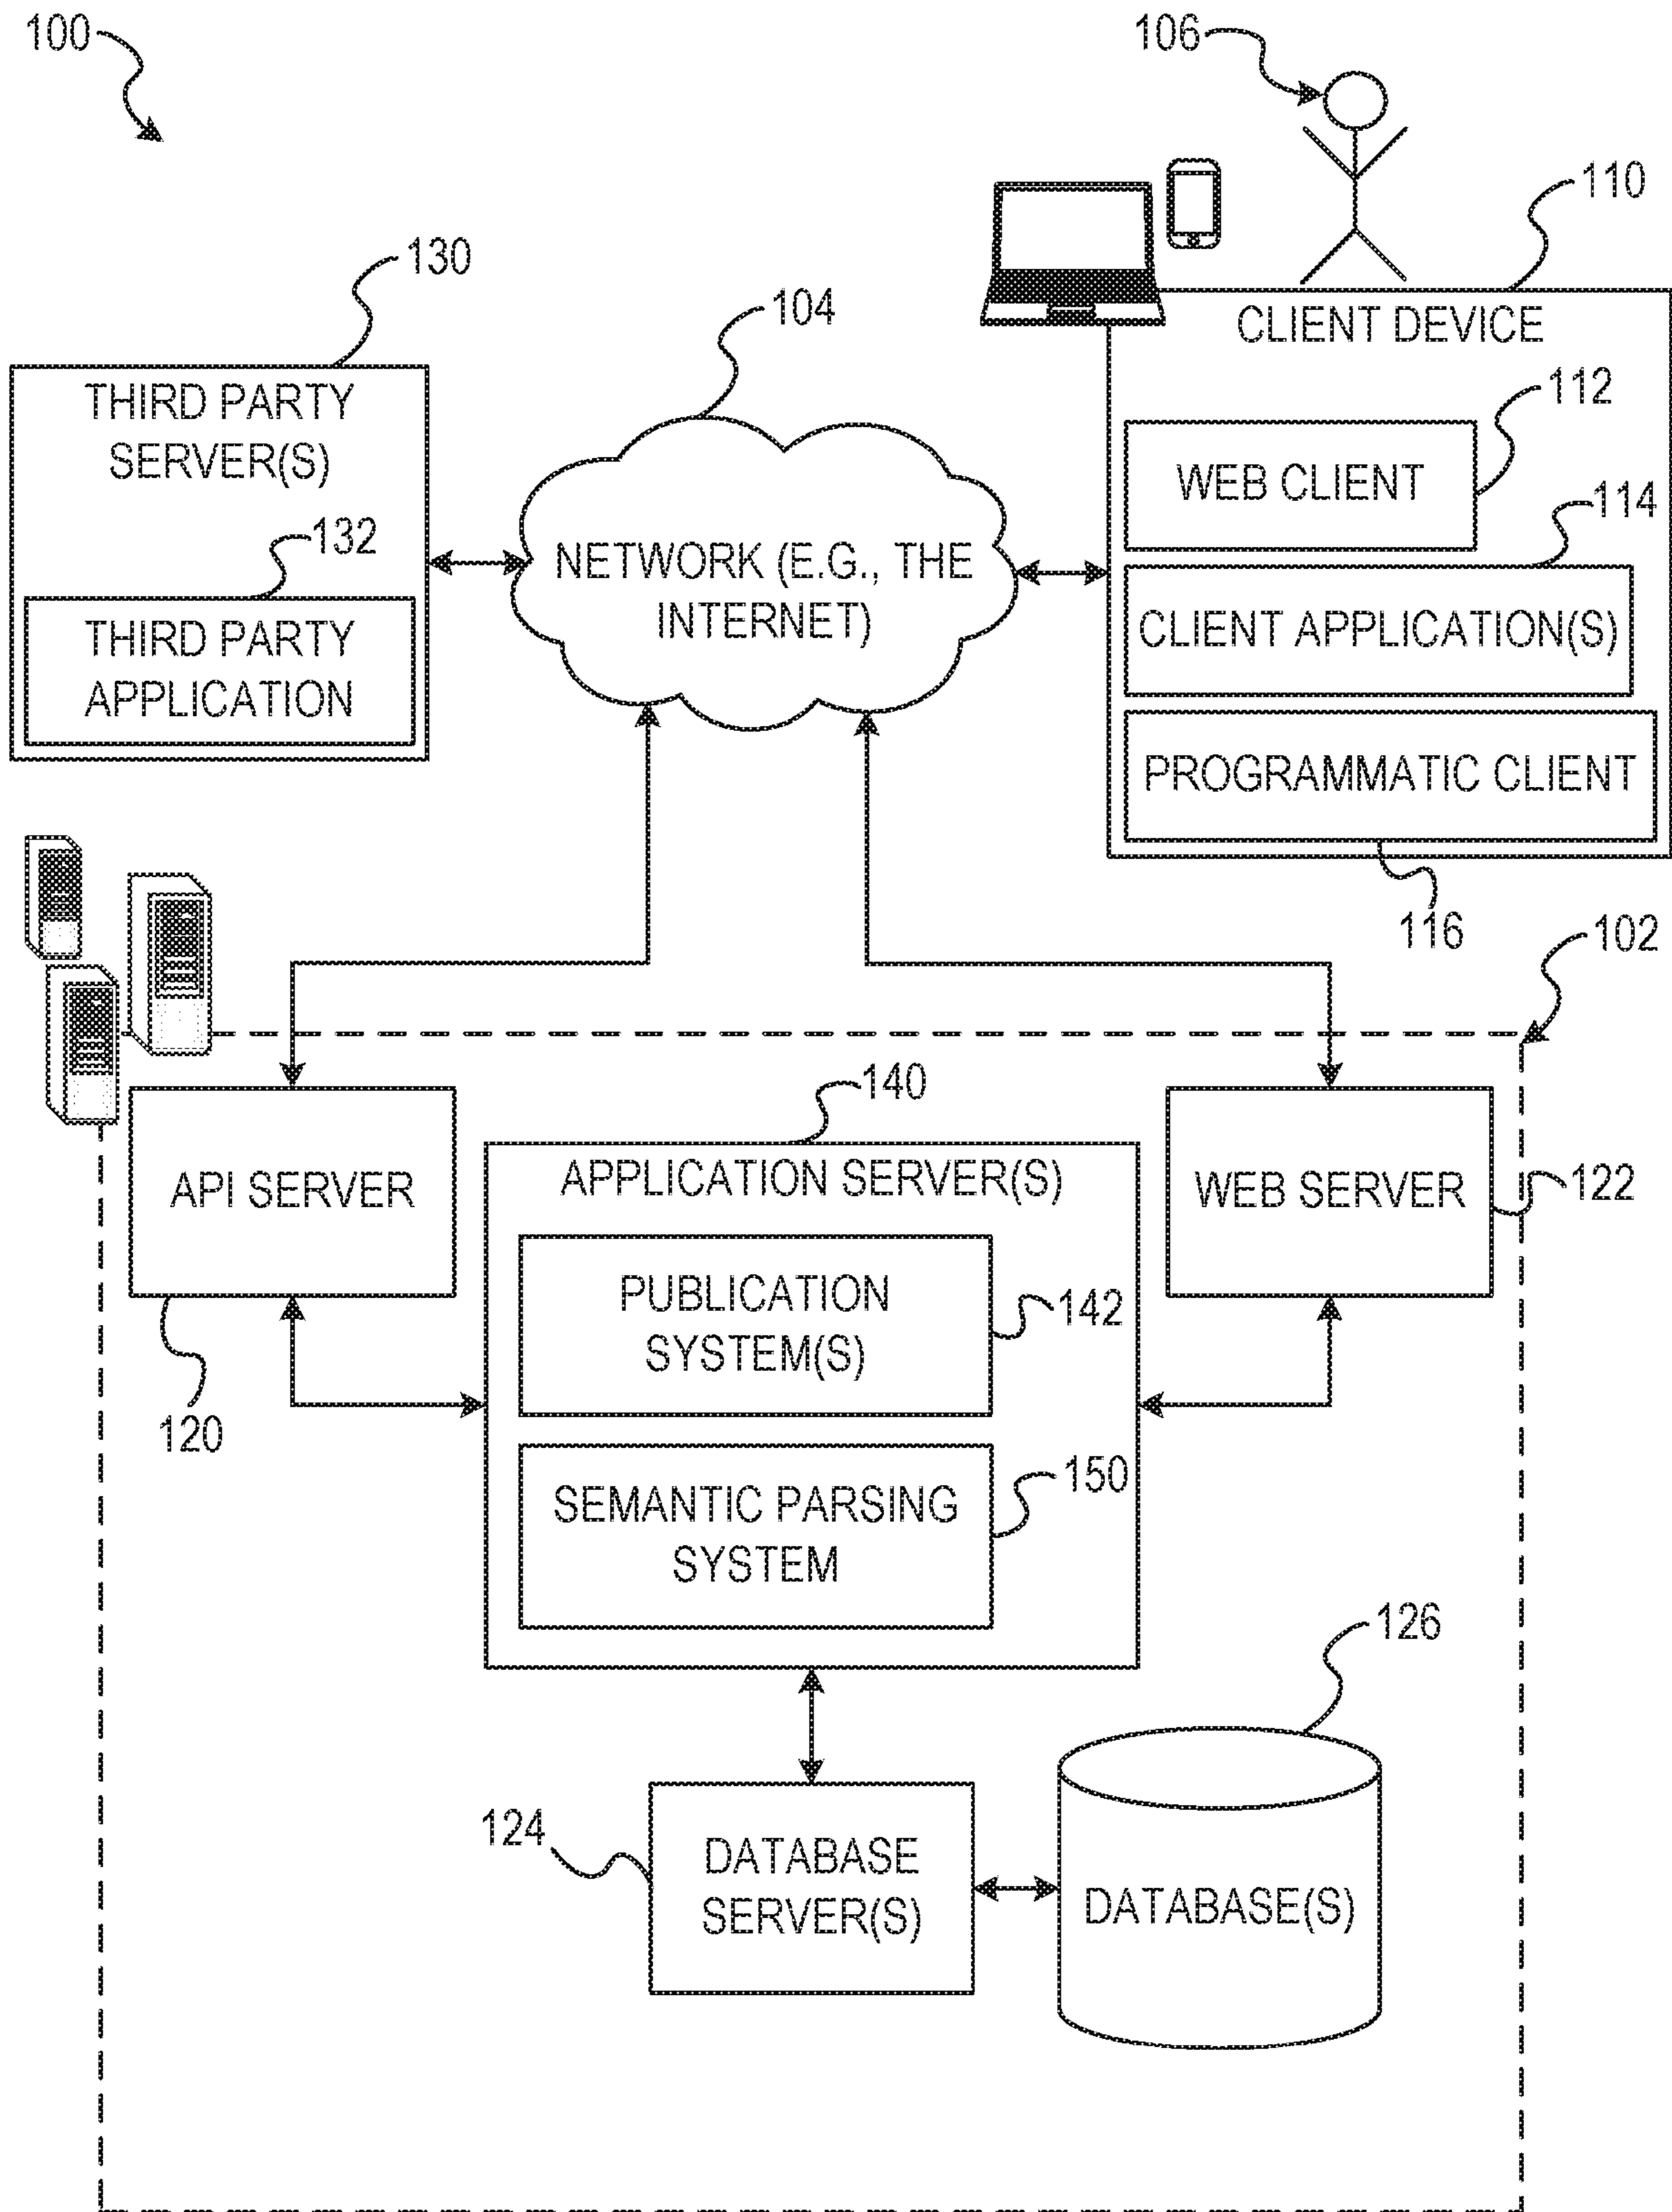 100
106
110
130
104
CLIENT DEVICE
THIRD PARTY
SERVER(S)
112
WEB CLIENT
114
132
NETWORK (E.G., THE
INTERNET)
CLIENT APPLICATION(S)
THIRD PARTY
APPLICATION
PROGRAMMATIC CLIENT
116
102
140
API SERVER
APPLICATION SERVER(S)
WEB SERVER
122
PUBLICATION
SYSTEM(S)
142
120
SEMANTIC PARSING
SYSTEM
150
126
124
DATABASE
SERVER(S)
DATABASE(S)